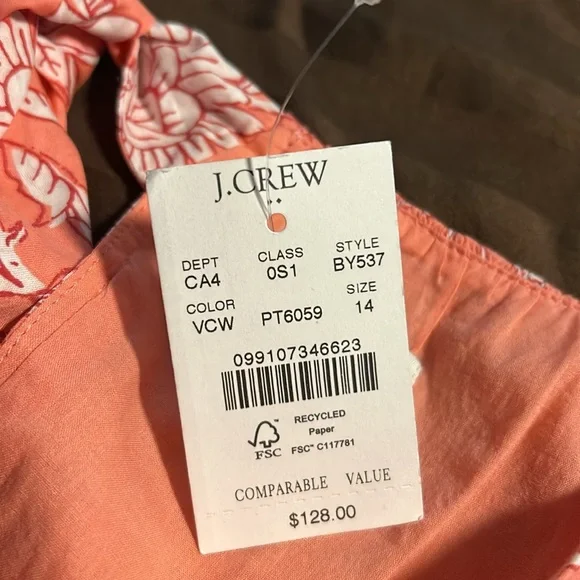 J.CREW
DEPT CLASS STYLE
CA4 0S1 BY537
COLOR SIZE
VCW PT6059 14
099107346623
RECYCLED
Paper
FSC FSC™ C117781
COMPARABLE VALUE
$128.00